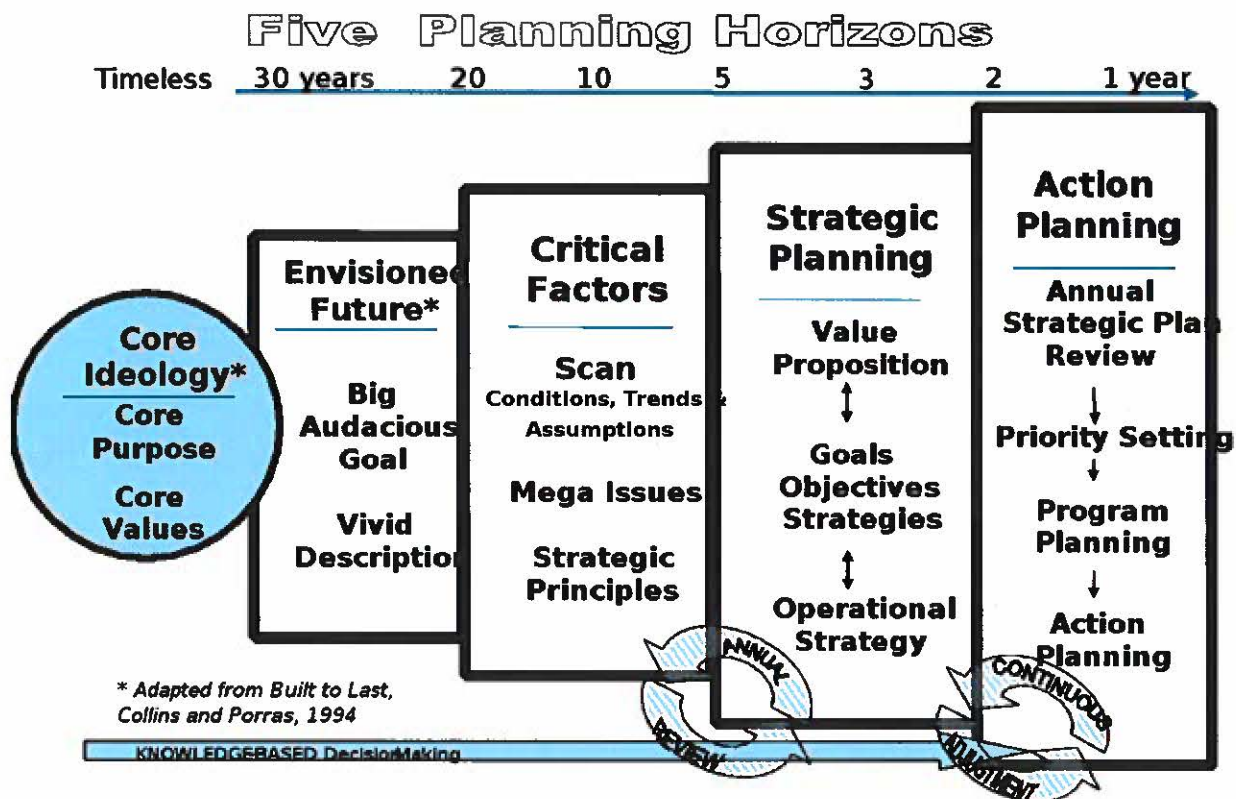 Five Planning Horizons
Timeless 30 years 20 10 5 3 2 1 year
Core
Ideology*
Core
Purpose
Core
Values
Envisioned
Future*
Big
Audacious
Goal
Vivid
Description
Critical
Factors
Scan
Conditions, Trends &
Assumptions
Mega Issues
Strategic
Principles
Strategic
Planning
Value
Proposition
Goals
Objectives
Strategies
Operational
Strategy
Action
Planning
Annual
Strategic Plan
Review
Priority Setting
Program
Planning
Action
Planning
ANNUAL
REVIEW
CONTINUOUS
ADJUSTMENT
* Adapted from Built to Last,
Collins and Porras, 1994
KNOWLEDGEBASED DecisionMaking